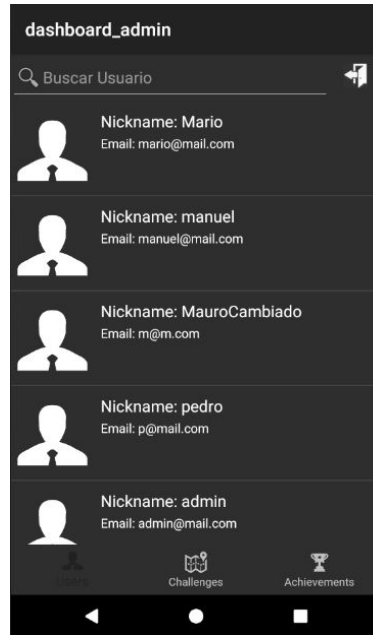 dashboard_admin
Buscar Usuario
Nickname: Mario
Email: mario@mail.com
Nickname: manuel
Email: manuel@mail.com
Nickname: MauroCambiado
Email: m@m.com
Nickname: pedro
Email: p@mail.com
Nickname: admin
Email: admin@mail.com
Users
Challenges
Achievements